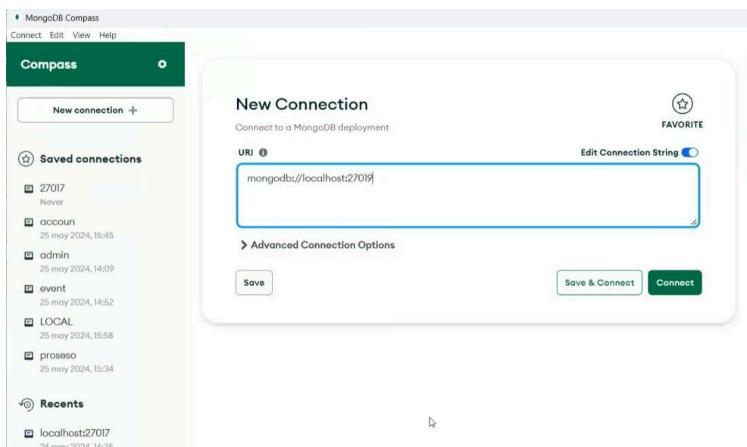 MongoDB Compass
Connect Edit View Help
Compass
New connection +
Saved connections
27017
Never
accoun
25 may 2024, 15:45
admin
25 may 2024, 14:09
event
25 may 2024, 14:52
LOCAL
25 may 2024, 15:58
proseso
25 may 2024, 15:34
Recents
localhost:27017
New Connection
Connect to a MongoDB deployment
FAVORITE
URI
Edit Connection String
mongodb://localhost:27019
Advanced Connection Options
Save
Save & Connect
Connect